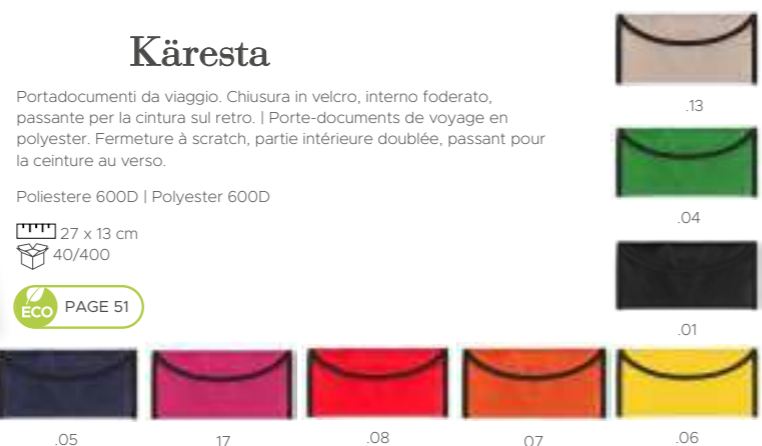 Käresta
Portadocumenti da viaggio. Chiusura in velcro, interno foderato,
passante per la cintura sul retro. | Porte-documents de voyage en
polyester. Fermeture à scratch, partie intérieure doublée, passant pour
la ceinture au verso.
Poliestere 600D | Polyester 600D
27 x 13 cm
40/400
ECO PAGE 51
.13
.04
.01
.05
17
.08
07
.06